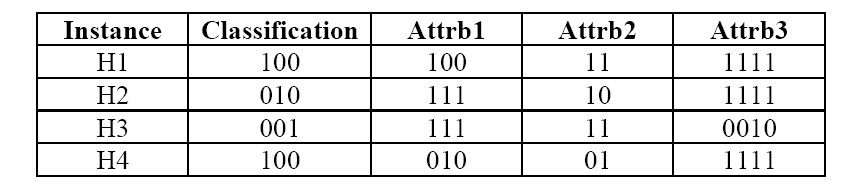 Instance Classification Attrb1 Attrb2 Attrb3
H1 100 100 11 1111
H2 010 111 10 1111
H3 001 111 11 0010
H4 100 010 01 1111